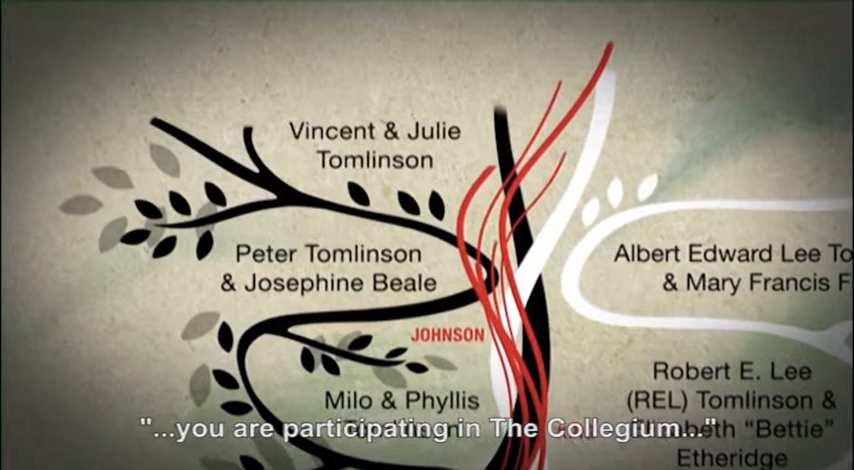 Vincent & Julie
Tomlinson
Peter Tomlinson
& Josephine Beale
Albert Edward Lee To
& Mary Francis F
JOHNSON
Milo & Phyllis
Robert E. Lee
(REL) Tomlinson &
"Bettie"
Etheridge
"...you are participating in The Collegium..."